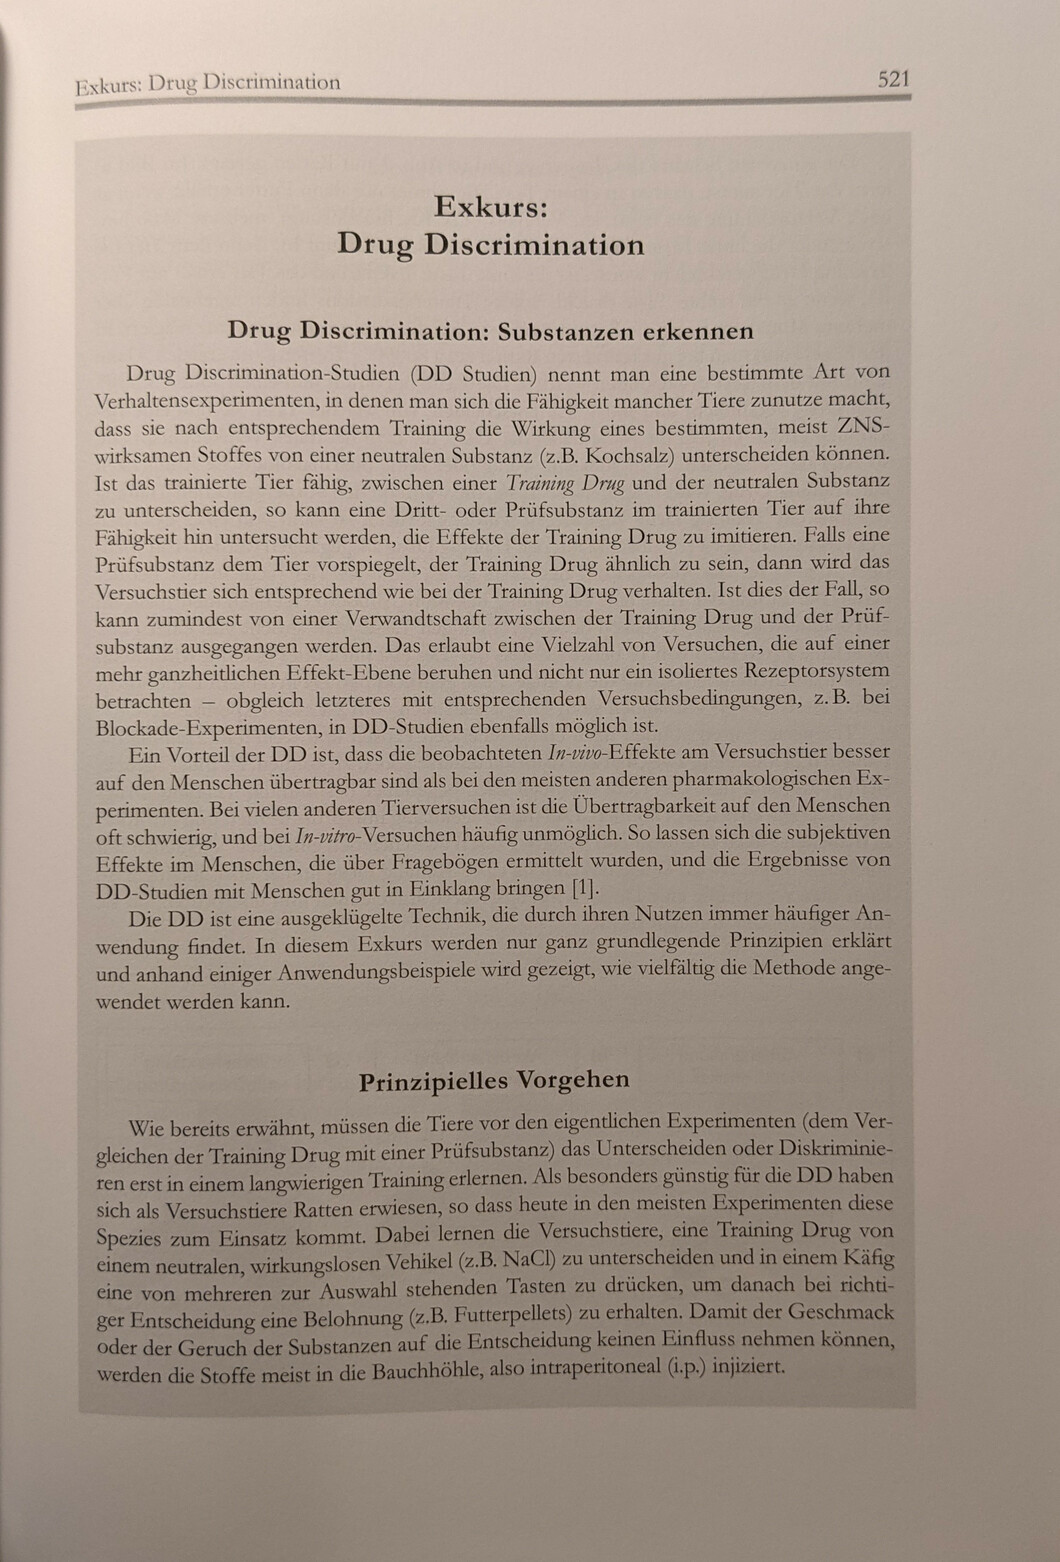 Exkurs: Drug Discrimination 521
Exkurs:
Drug Discrimination
Drug Discrimination: Substanzen erkennen
Drug Discrimination-Studien (DD Studien) nennt man eine bestimmte Art von
Verhaltensexperimenten, in denen man sich die Fähigkeit mancher Tiere zunutze macht,
dass sie nach entsprechendem Training die Wirkung eines bestimmten, meist ZNS-
wirksamen Stoffes von einer neutralen Substanz (z.B. Kochsalz) unterscheiden können.
Ist das trainierte Tier fähig, zwischen einer Training Drug und der neutralen Substanz
zu unterscheiden, so kann eine Dritt- oder Prüfsubstanz im trainierten Tier auf ihre
Fähigkeit hin untersucht werden, die Effekte der Training Drug zu imitieren. Falls eine
Prüfsubstanz dem Tier vorspiegelt, der Training Drug ähnlich zu sein, dann wird das
Versuchstier sich entsprechend wie bei der Training Drug verhalten. Ist dies der Fall, so
kann zumindest von einer Verwandtschaft zwischen der Training Drug und der Prüf-
substanz ausgegangen werden. Das erlaubt eine Vielzahl von Versuchen, die auf einer
mehr ganzheitlichen Effekt-Ebene beruhen und nicht nur ein isoliertes Rezeptorsystem
betrachten – obgleich letzteres mit entsprechenden Versuchsbedingungen, z. B. bei
Blockade-Experimenten, in DD-Studien ebenfalls möglich ist.
Ein Vorteil der DD ist, dass die beobachteten In-vivo-Effekte am Versuchstier besser
auf den Menschen übertragbar sind als bei den meisten anderen pharmakologischen Ex-
perimenten. Bei vielen anderen Tierversuchen ist die Übertragbarkeit auf den Menschen
oft schwierig, und bei In-vitro-Versuchen häufig unmöglich. So lassen sich die subjektiven
Effekte im Menschen, die über Fragebögen ermittelt wurden, und die Ergebnisse von
DD-Studien mit Menschen gut in Einklang bringen [1].
Die DD ist eine ausgeklügelte Technik, die durch ihren Nutzen immer häufiger An-
wendung findet. In diesem Exkurs werden nur ganz grundlegende Prinzipien erklärt
und anhand einiger Anwendungsbeispiele wird gezeigt, wie vielfältig die Methode ange-
wendet werden kann.
Prinzipielles Vorgehen
Wie bereits erwähnt, müssen die Tiere vor den eigentlichen Experimenten (dem Ver-
gleichen der Training Drug mit einer Prüfsubstanz) das Unterscheiden oder Diskriminie-
ren erst in einem langwierigen Training erlernen. Als besonders günstig für die DD haben
sich als Versuchstiere Ratten erwiesen, so dass heute in den meisten Experimenten diese
Spezies zum Einsatz kommt. Dabei lernen die Versuchstiere, eine Training Drug von
einem neutralen, wirkungslosen Vehikel (z.B. NaCl) zu unterscheiden und in einem Käfig
eine von mehreren zur Auswahl stehenden Tasten zu drücken, um danach bei richti-
ger Entscheidung eine Belohnung (z.B. Futterpellets) zu erhalten. Damit der Geschmack
oder der Geruch der Substanzen auf die Entscheidung keinen Einfluss nehmen können,
werden die Stoffe meist in die Bauchhöhle, also intraperitoneal (i.p.) injiziert.